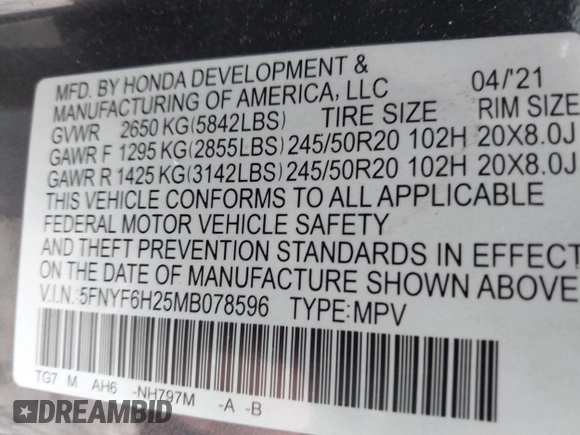 MFD. BY HONDA DEVELOPMENT &
MANUFACTURING OF AMERICA, LLC 04/'21
GVWR 2650 KG(5842LBS) TIRE SIZE RIM SIZE
GAWR F 1295 KG(2855LBS) 245/50R20 102H 20X8.0J
GAWR R 1425 KG(3142LBS) 245/50R20 102H 20X8.0J
THIS VEHICLE CONFORMS TO ALL APPLICABLE
FEDERAL MOTOR VEHICLE SAFETY
AND THEFT PREVENTION STANDARDS IN EFFECT
ON THE DATE OF MANUFACTURE SHOWN ABOVE
V.I.N.:5FNYF6H25MB078596 TYPE:MPV
TG7 M AH6 -NH797M -A -B
DREAMBID